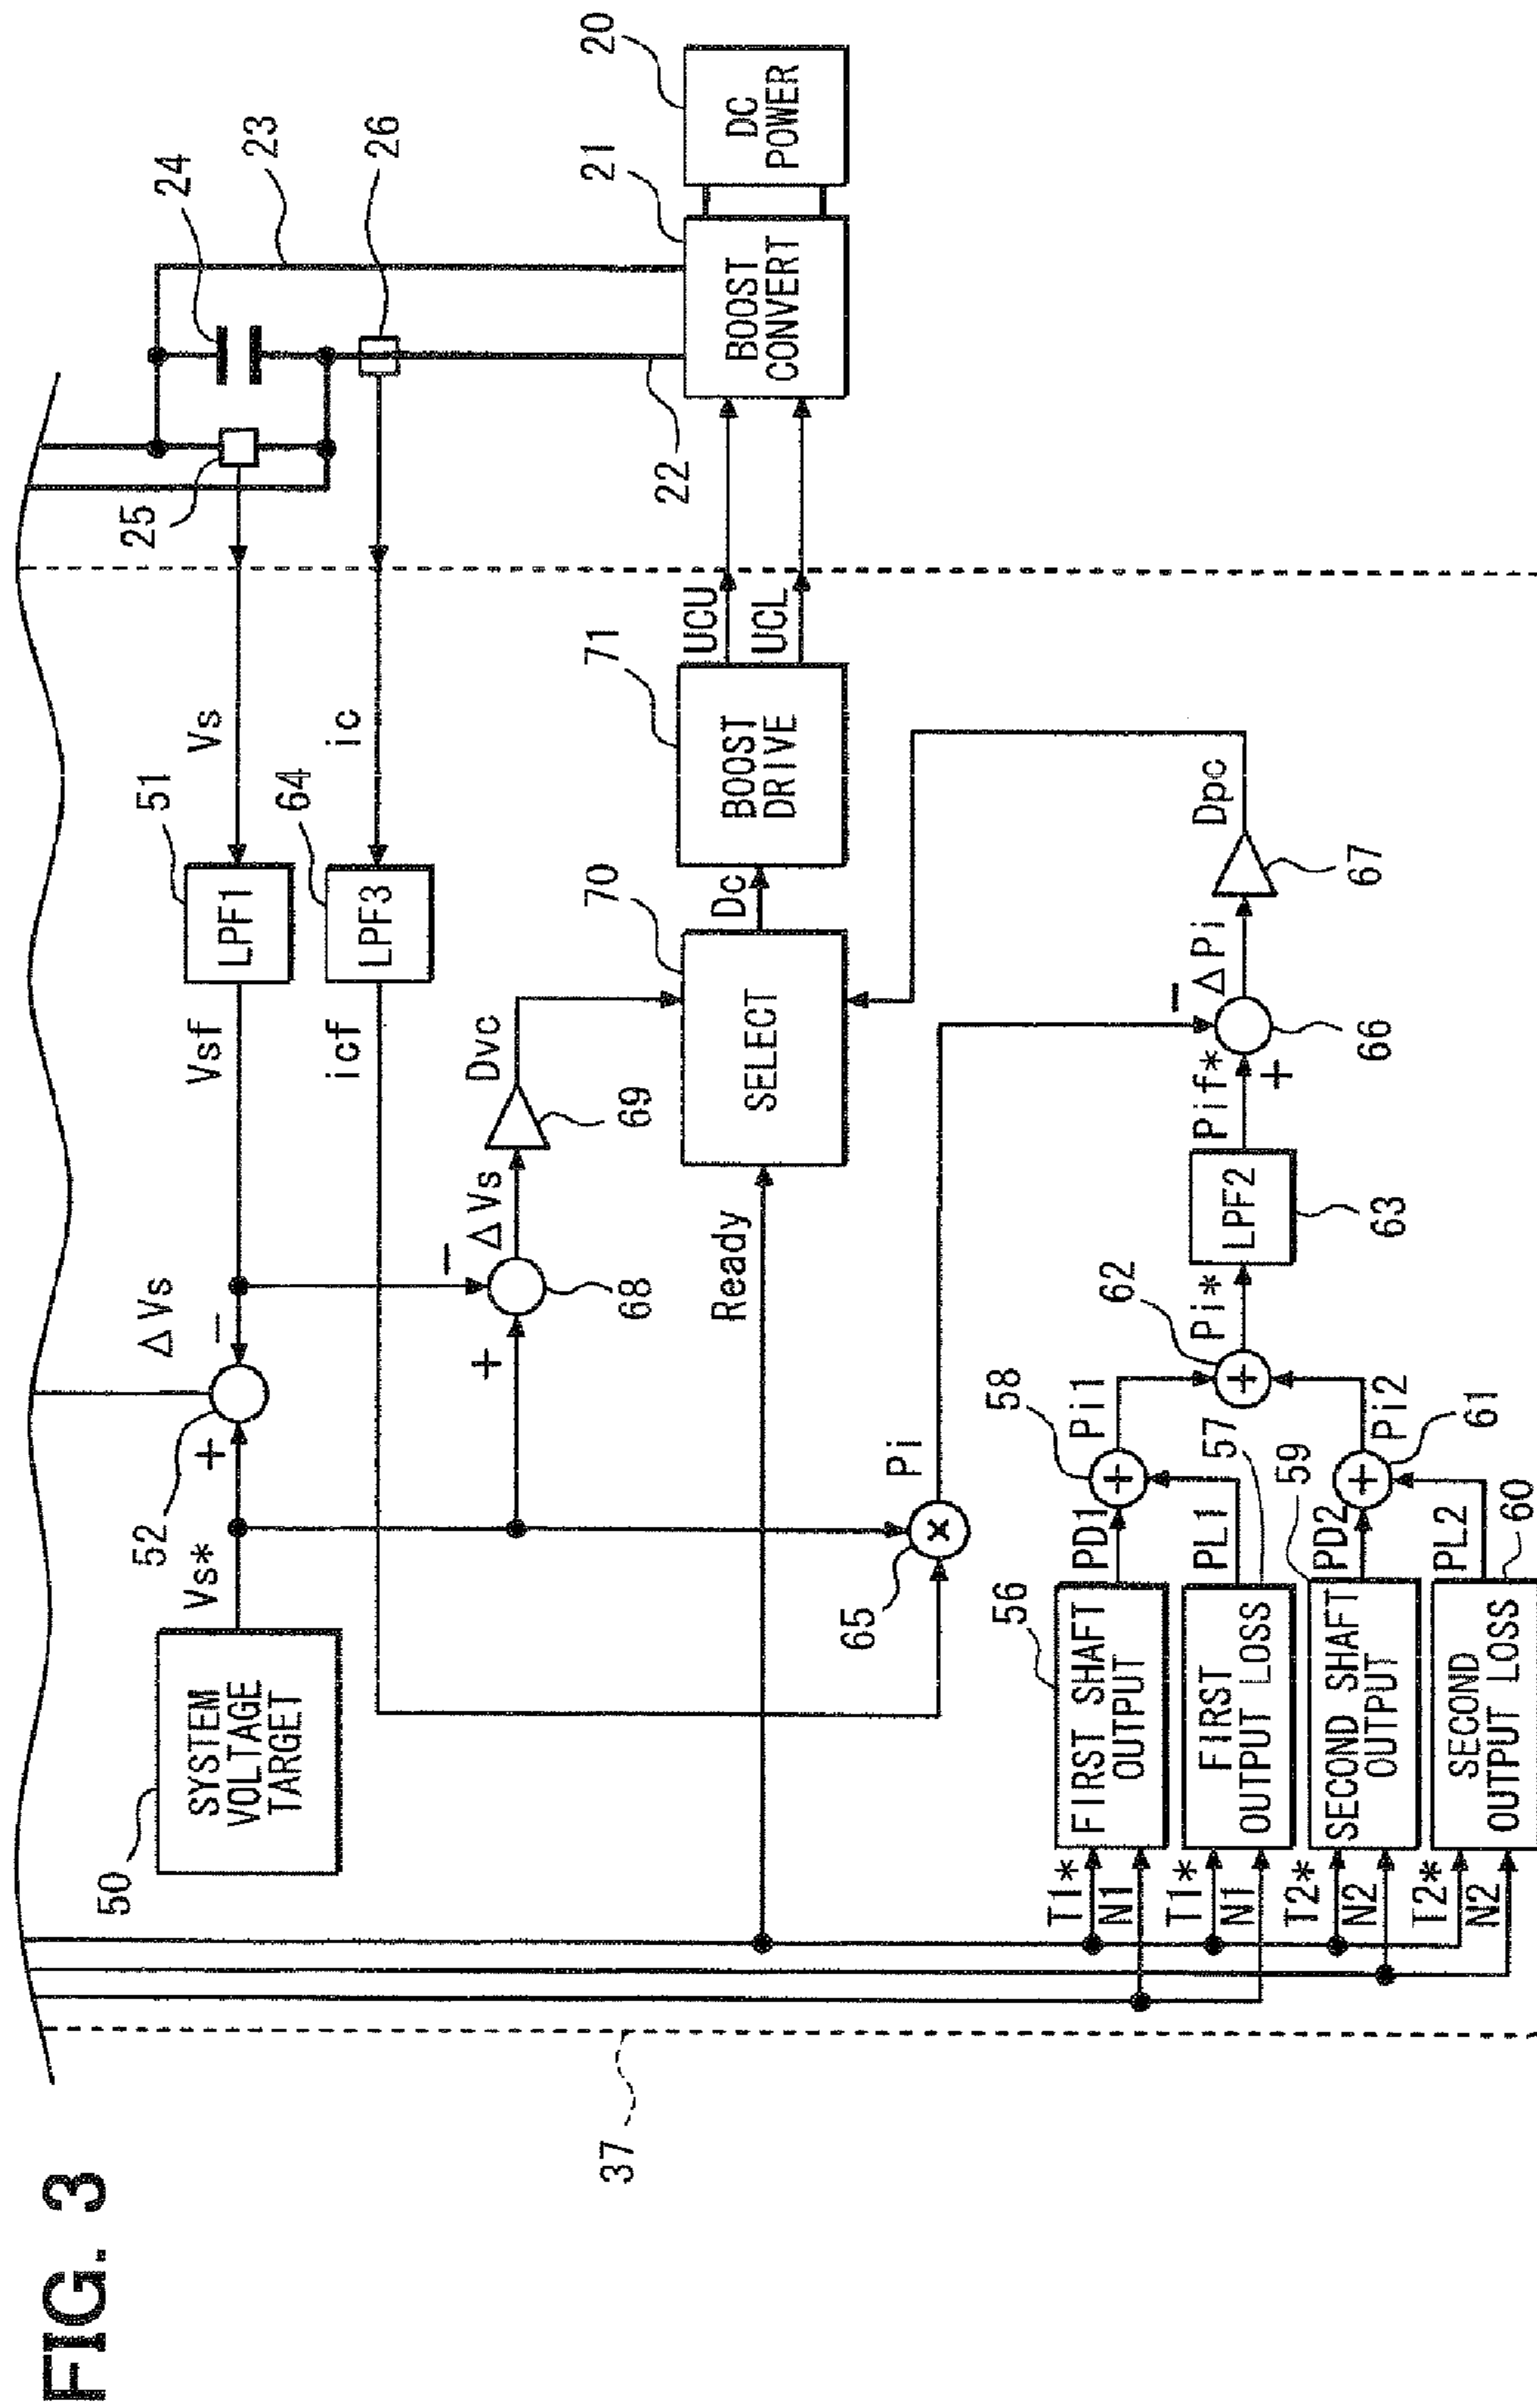 FIG. 3
37
50
SYSTEM
VOLTAGE
TARGET
Vs*
52
+
−
ΔVs
Vsf
51
LPF1
Vs
25
24
23
26
icf
64
LPF3
ic
22
+
−
68
ΔVs
69
Dvc
Ready
70
SELECT
Dc
71
BOOST
DRIVE
UCU
UCL
21
BOOST
CONVERT
20
DC
POWER
65
×
Pi
T1*
N1
56
FIRST SHAFT
OUTPUT
PD1
58
+
Pi1
T1*
N1
FIRST
OUTPUT LOSS
57
PL1
T2*
N2
SECOND SHAFT
OUTPUT
59
PD2
+
61
Pi2
T2*
N2
SECOND
OUTPUT LOSS
60
PL2
62
+
Pi*
LPF2
63
Pif*
+
−
66
ΔPi
67
Dpc